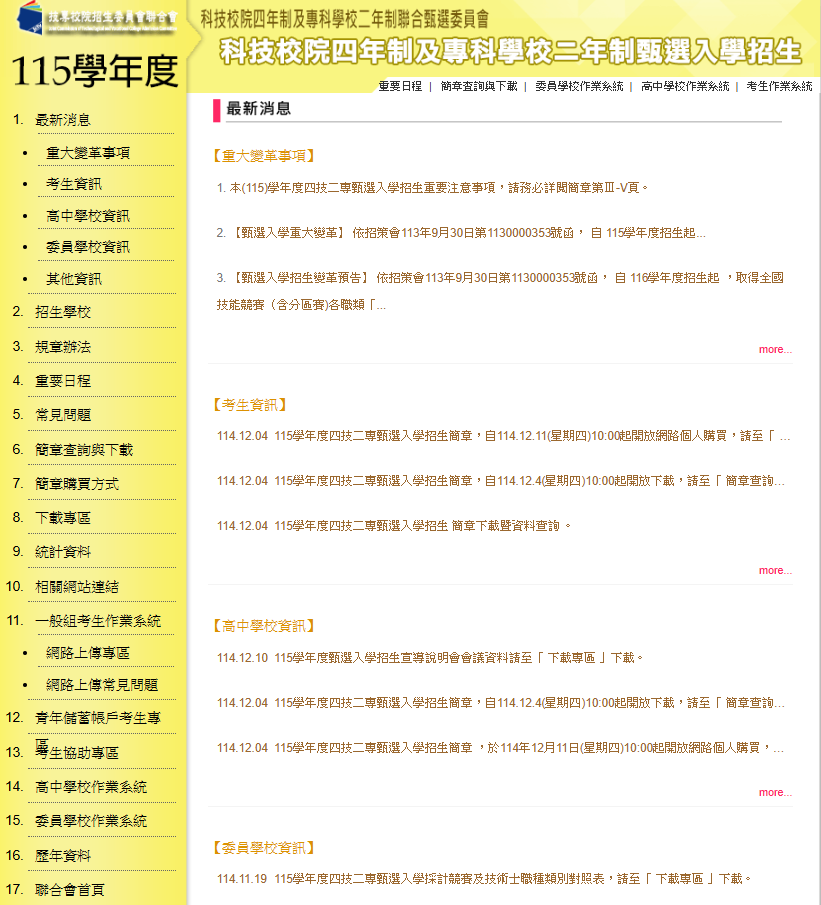 技專校院招生委員會聯合會
科技校院四年制及專科學校二年制聯合甄選委員會
科技校院四年制及專科學校二年制甄選入學招生
115學年度
重要日程 | 簡章查詢與下載 | 委員學校作業系統 | 高中學校作業系統 | 考生作業系統
1. 最新消息
• 重大變革事項
• 考生資訊
• 高中學校資訊
• 委員學校資訊
• 其他資訊
2. 招生學校
3. 規章辦法
4. 重要日程
5. 常見問題
6. 簡章查詢與下載
7. 簡章購買方式
8. 下載專區
9. 統計資料
10. 相關網站連結
11. 一般組考生作業系統
• 網路上傳專區
• 網路上傳常見問題
12. 青年儲蓄帳戶考生專
區
13. 考生協助專區
14. 高中學校作業系統
15. 委員學校作業系統
16. 歷年資料
17. 聯合會首頁
最新消息
【重大變革事項】
1. 本(115)學年度四技二專甄選入學招生重要注意事項，請務必詳閱簡章第Ⅲ-V頁。
2. 【甄選入學重大變革】 依招策會113年9月30日第1130000353號函， 自 115學年度招生起...
3. 【甄選入學招生變革預告】 依招策會113年9月30日第1130000353號函， 自 116學年度招生起 ，取得全國
技能競賽（含分區賽)各職類「...
more...
【考生資訊】
114.12.04 115學年度四技二專甄選入學招生簡章，自114.12.11(星期四)10:00起開放網路個人購買，請至「 ...
114.12.04 115學年度四技二專甄選入學招生簡章，自114.12.4(星期四)10:00起開放下載，請至「 簡章查詢...
114.12.04 115學年度四技二專甄選入學招生 簡章下載暨資料查詢 。
more...
【高中學校資訊】
114.12.10 115學年度甄選入學招生宣導說明會會議資料請至「 下載專區 」下載。
114.12.04 115學年度四技二專甄選入學招生簡章，自114.12.4(星期四)10:00起開放下載，請至「 簡章查詢...
114.12.04 115學年度四技二專甄選入學招生簡章 ，於114年12月11日(星期四)10:00起開放網路個人購買， ...
more...
【委員學校資訊】
114.11.19 115學年度四技二專甄選入學採計競賽及技術士職種類別對照表，請至「 下載專區 」下載。